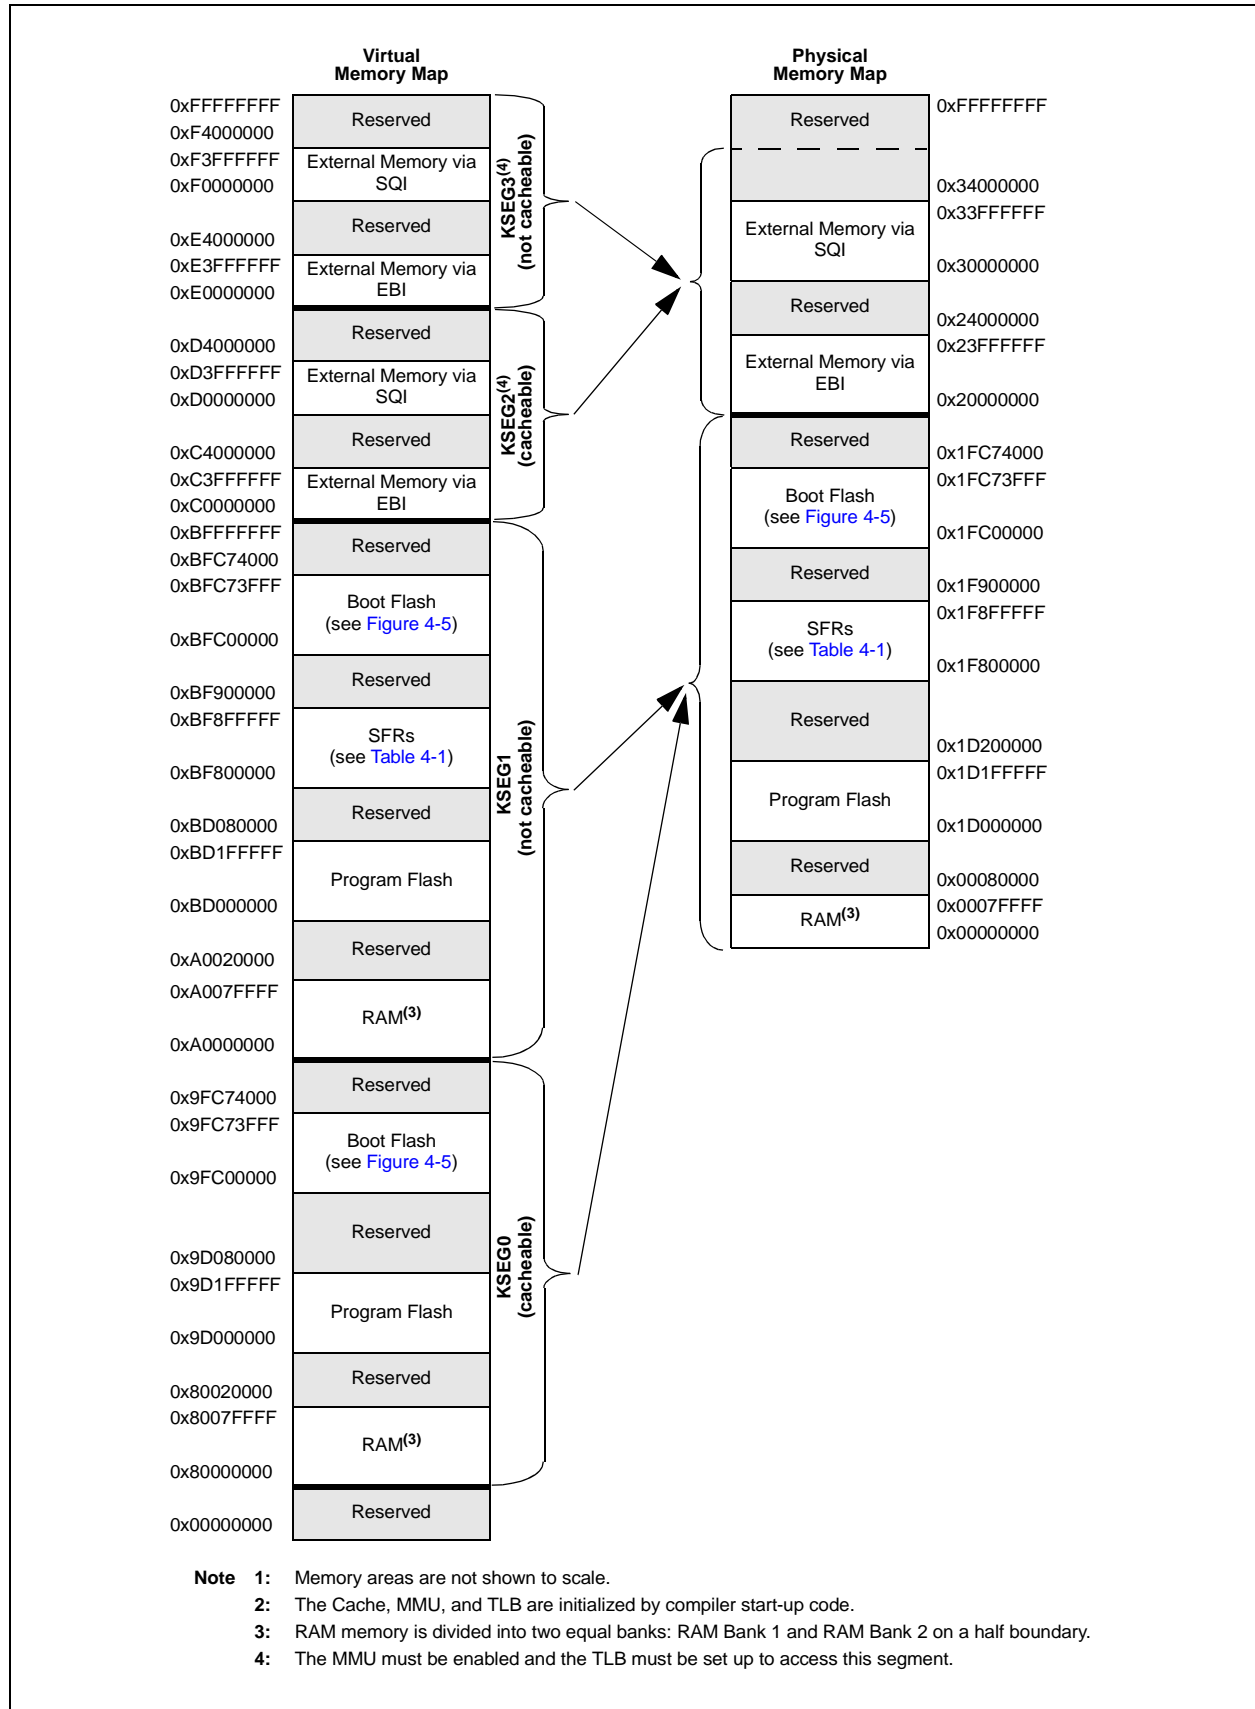 Virtual
Memory Map
0xFFFFFFFF
Reserved
0xF4000000
0xF3FFFFFF
External Memory via
SQI
0xF0000000
Reserved
0xE4000000
0xE3FFFFFF
External Memory via
EBI
0xE0000000
KSEG3(4)
(not cacheable)
Reserved
0xD4000000
0xD3FFFFFF
External Memory via
SQI
0xD0000000
Reserved
0xC4000000
0xC3FFFFFF
External Memory via
EBI
0xC0000000
KSEG2(4)
(cacheable)
0xBFFFFFFF
Reserved
0xBFC74000
0xBFC73FFF
Boot Flash
(see Figure 4-5)
0xBFC00000
Reserved
0xBF900000
0xBF8FFFFF
SFRs
(see Table 4-1)
0xBF800000
Reserved
0xBD080000
0xBD1FFFFF
Program Flash
0xBD000000
Reserved
0xA0020000
0xA007FFFF
RAM(3)
0xA0000000
KSEG1
(not cacheable)
Reserved
0x9FC74000
0x9FC73FFF
Boot Flash
(see Figure 4-5)
0x9FC00000
Reserved
0x9D080000
0x9D1FFFFF
Program Flash
0x9D000000
Reserved
0x80020000
0x8007FFFF
RAM(3)
0x80000000
KSEG0
(cacheable)
Reserved
0x00000000
Physical
Memory Map
0xFFFFFFFF
Reserved
0x34000000
0x33FFFFFF
External Memory via
SQI
0x30000000
Reserved
0x24000000
0x23FFFFFF
External Memory via
EBI
0x20000000
Reserved
0x1FC74000
0x1FC73FFF
Boot Flash
(see Figure 4-5)
0x1FC00000
Reserved
0x1F900000
0x1F8FFFFF
SFRs
(see Table 4-1)
0x1F800000
Reserved
0x1D200000
0x1D1FFFFF
Program Flash
0x1D000000
Reserved
0x00080000
0x0007FFFF
RAM(3)
0x00000000
Note 1: Memory areas are not shown to scale.
2: The Cache, MMU, and TLB are initialized by compiler start-up code.
3: RAM memory is divided into two equal banks: RAM Bank 1 and RAM Bank 2 on a half boundary.
4: The MMU must be enabled and the TLB must be set up to access this segment.